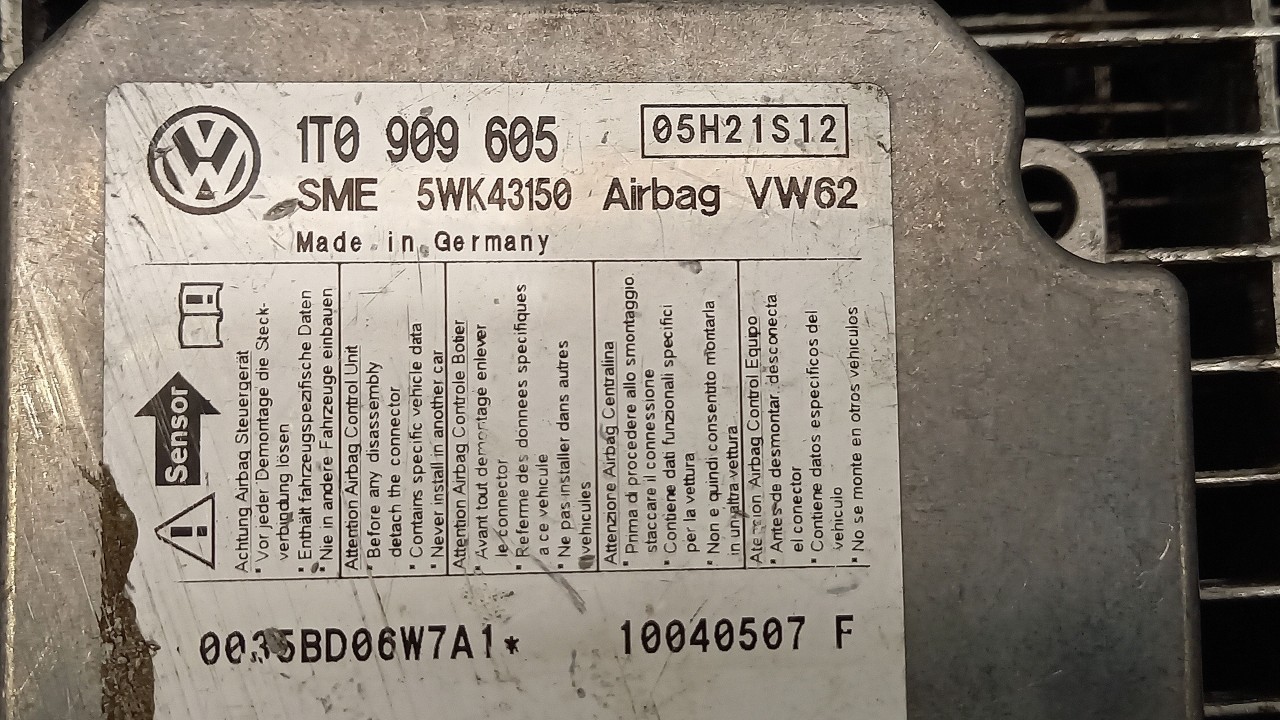 1T0 909 605
05H21S12
SME 5WK43150 Airbag VW62
Made in Germany
Sensor
Achtung Airbag Steuergerät
* Vor jeder Demontage die Steck-
verbindung lösen
* Enthält fahrzeugspezifische Daten
* Nie in andere Fahrzeuge einbauen
Attention Airbag Control Unit
* Before any disassembly
detach the connector
* Contains specific vehicle data
* Never install in another car
Attention Airbag Controle Botier
* Avant tout demontage enlever
le connector
* Referme des donnees specifiques
a ce vehicule
* Ne pas installer dans autres
vehicules
Attenzione Airbag Centralina
* Prima di procedere allo smontaggio
staccare il connessione
* Contiene dati funzionali specifici
per la vettura
* Non e quindi consentito montarla
in un altra vettura
Atencion Airbag Control Equipo
* Antes de desmontar desconecta
el conector
* Contiene datos especificos del
vehiculo
* No se monte en otros vehiculos
0035BD06W7A1*
10040507 F